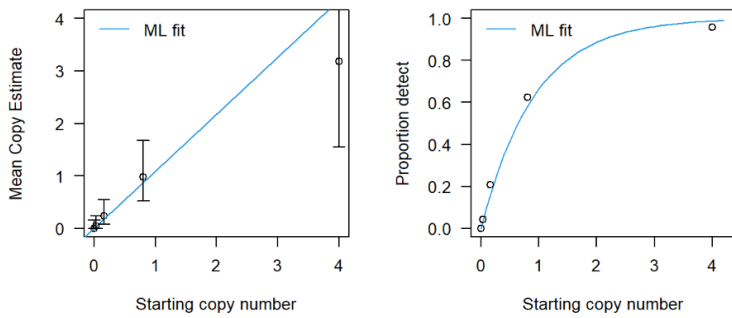 ML fit
Mean Copy Estimate
4
3
2
1
0
0 1 2 3 4
Starting copy number
ML fit
Proportion detect
1.0
0.8
0.6
0.4
0.2
0.0
0 1 2 3 4
Starting copy number